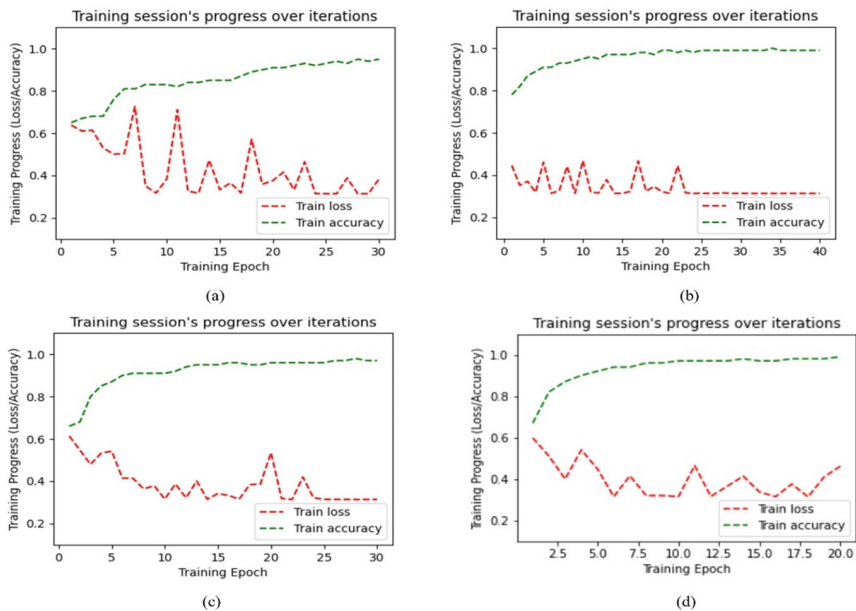 Training session's progress over iterations
Training Progress (Loss/Accuracy)
1.0
0.8
0.6
0.4
0.2
Train loss
Train accuracy
0 5 10 15 20 25 30
Training Epoch
(a)
Training session's progress over iterations
Training Progress (Loss/Accuracy)
1.0
0.8
0.6
0.4
0.2
Train loss
Train accuracy
0 5 10 15 20 25 30 35 40
Training Epoch
(b)
Training session's progress over iterations
Training Progress (Loss/Accuracy)
1.0
0.8
0.6
0.4
0.2
Train loss
Train accuracy
0 5 10 15 20 25 30
Training Epoch
(c)
Training session's progress over iterations
Training Progress (Loss/Accuracy)
1.0
0.8
0.6
0.4
0.2
Train loss
Train accuracy
2.5 5.0 7.5 10.0 12.5 15.0 17.5 20.0
Training Epoch
(d)